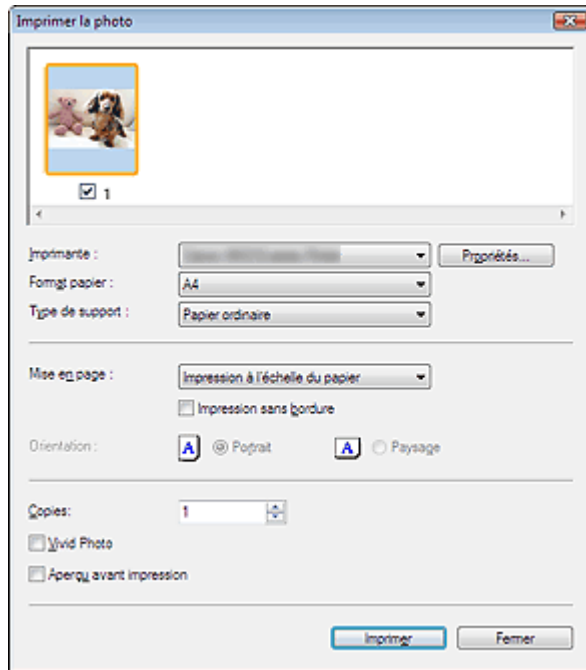 Imprimer la photo
1
Imprimante :
Propriétés...
Format papier :
A4
Type de support :
Papier ordinaire
Mise en page :
Impression à l'échelle du papier
Impression sans bordure
Orientation :
A Portrait
A Paysage
Copies:
1
Vivid Photo
Aperçu avant impression
Imprimer
Fermer